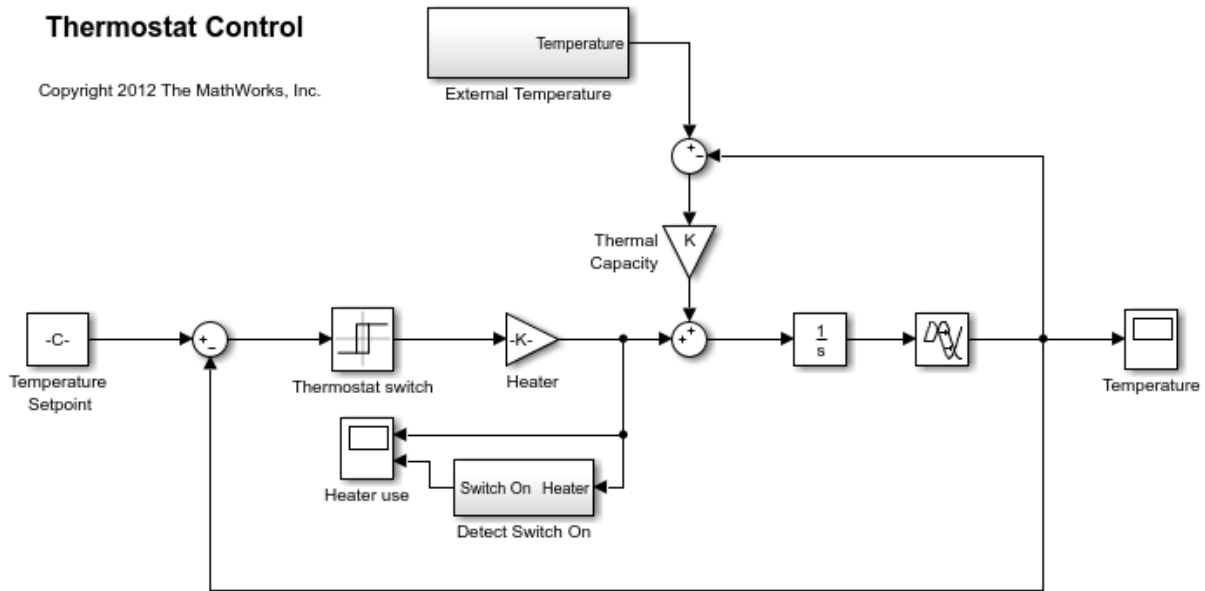 Thermostat Control
Copyright 2012 The MathWorks, Inc.
Temperature
External Temperature
+
−
K
Thermal
Capacity
-C-
Temperature
Setpoint
+
−
Thermostat switch
-K-
Heater
+
+
1
s
Temperature
Heater use
Switch On Heater
Detect Switch On